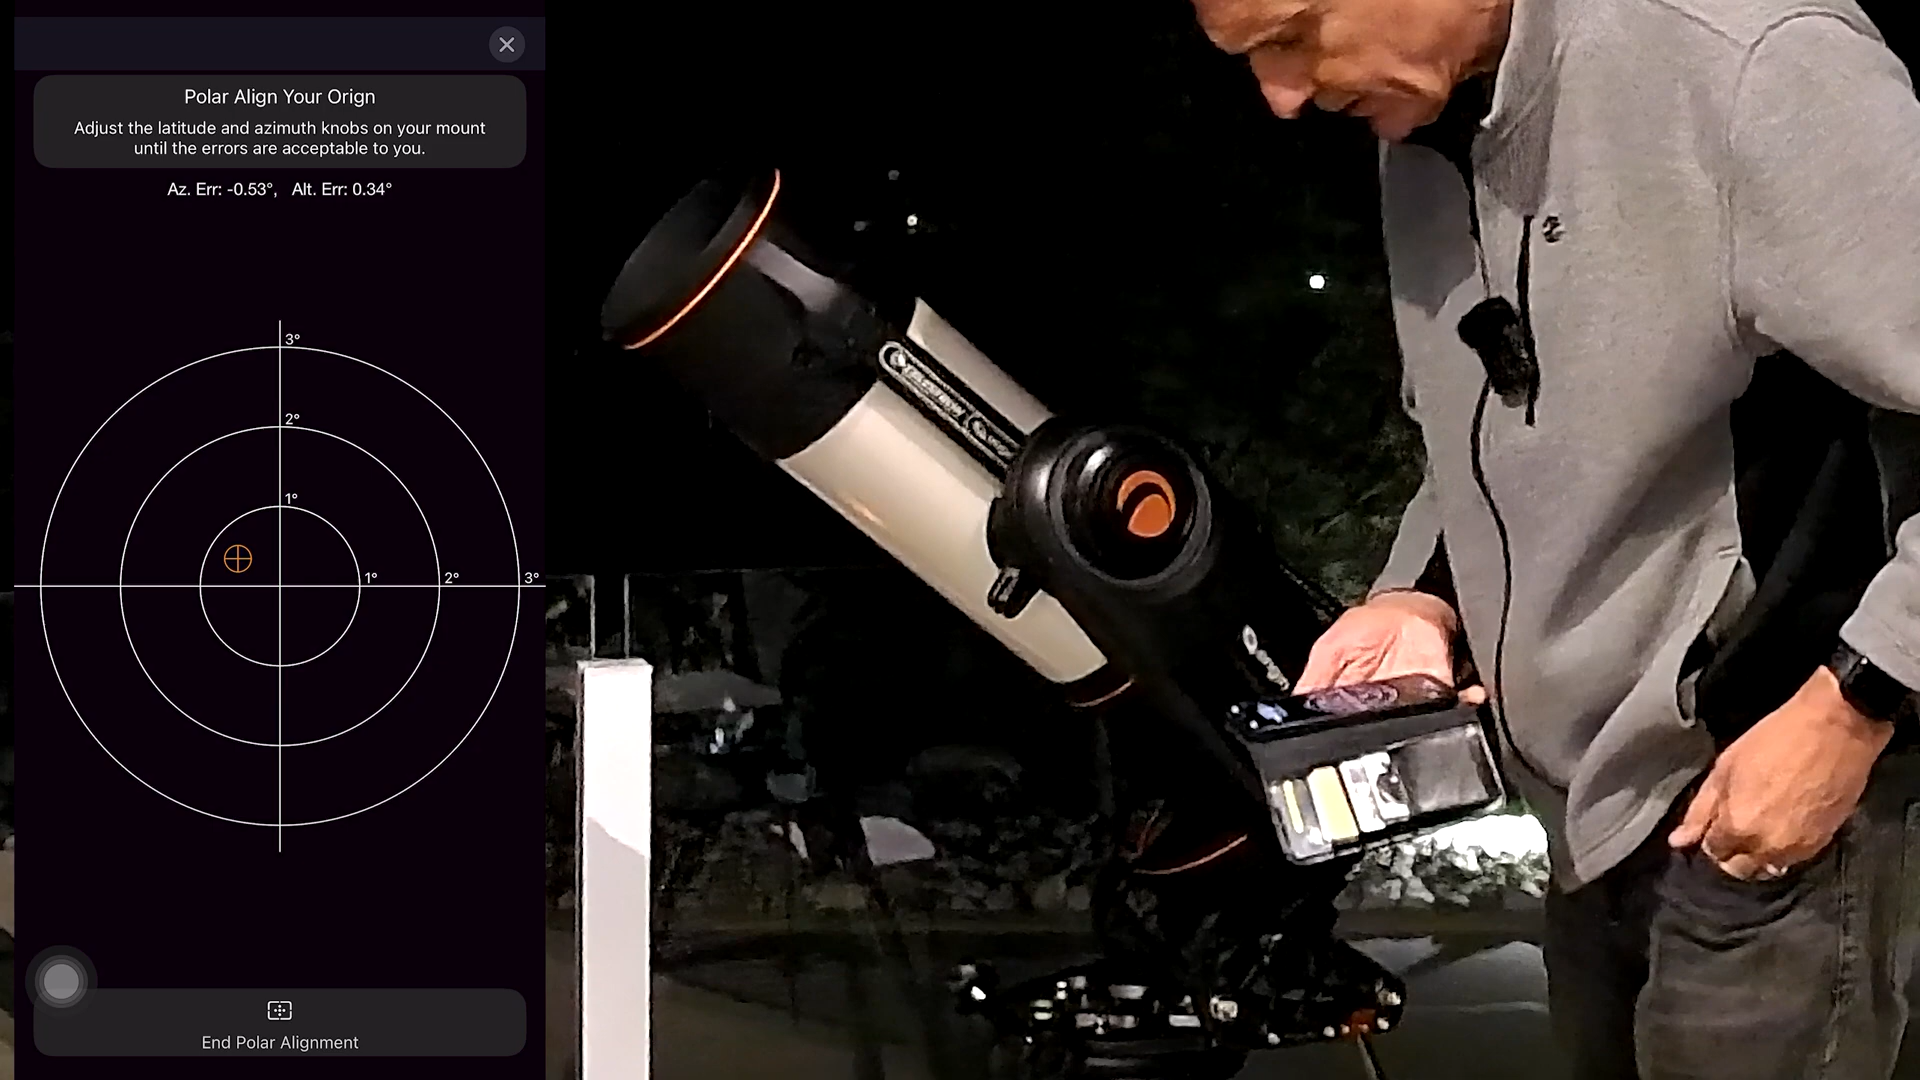 Polar Align Your Orign
Adjust the latitude and azimuth knobs on your mount
until the errors are acceptable to you.
Az. Err: -0.53°, Alt. Err: 0.34°
3°
2°
1°
1°
2°
3°
End Polar Alignment